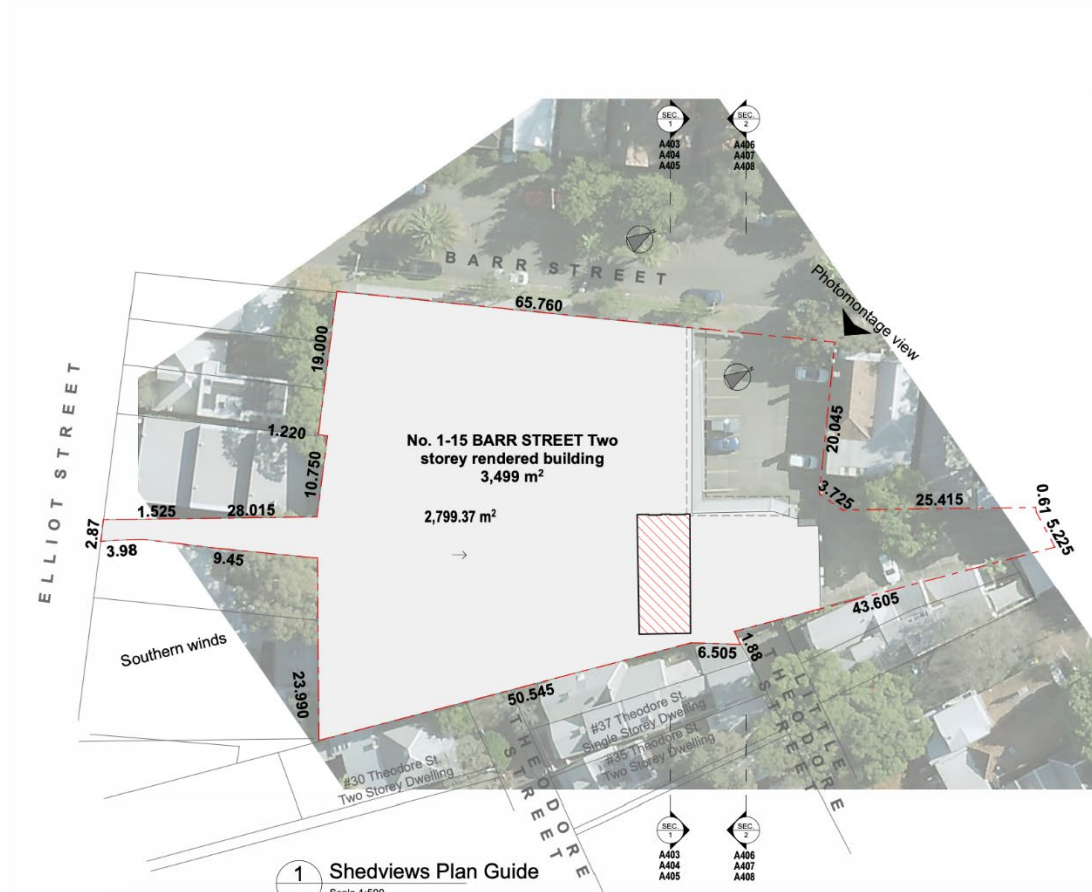 SEC.
1
A403
A404
A405
SEC.
2
A406
A407
A408
BARR STREET
65.760
Photomontage view
19.000
1.220
10.750
ELLIOT STREET
No. 1-15 BARR STREET Two
storey rendered building
3,499 m²
2,799.37 m²
20.045
3.725
25.415
0.61
5.225
1.525
28.015
2.87
3.98
9.45
Southern winds
23.960
50.545
6.505
1.88
43.605
#37 Theodore St.
Single Storey Dwelling
#35 Theodore St.
Two Storey Dwelling
#30 Theodore St.
Two Storey Dwelling
THEODORE
STREET
LITTLE
THEODORE
STREET
SEC.
1
A403
A404
A405
SEC.
2
A406
A407
A408
1
Shedviews Plan Guide
Scale 1:500